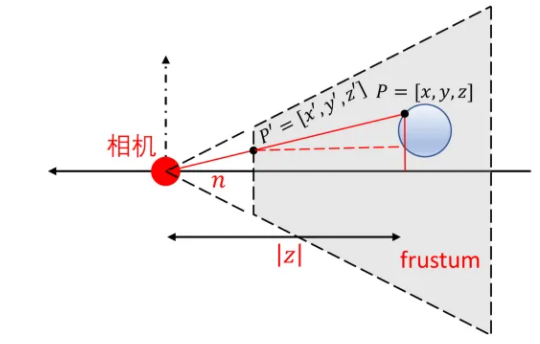 P' = [x', y', z']
P = [x, y, z]
相机
n
|z|
frustum